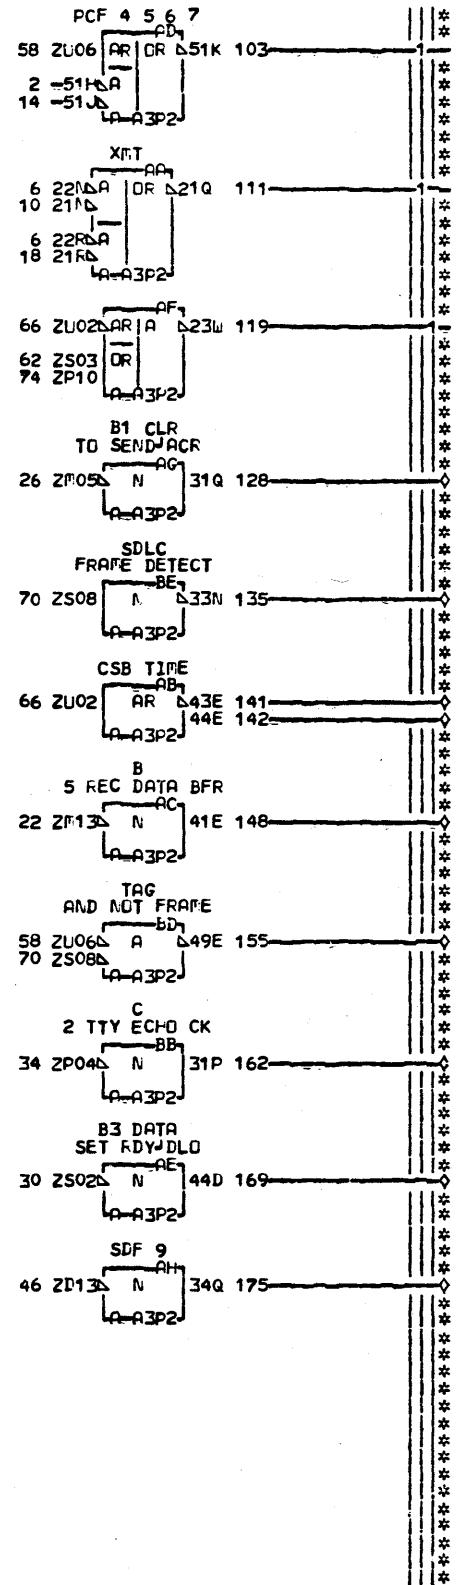 PCF 4 5 6 7
AD
58 ZU06 AR OR 51K 103 1
2 -51H A
14 -51J
A-A3P2
XMT
AA
6 22N A OR 21Q 111 1
10 21N
6 22R A
18 21R
A-A3P2
AF
66 ZU02 AR A 23W 119 1
62 ZS03 OR
74 ZP10
A-A3P2
B1 CLR
TO SEND ACR
AG
26 ZM05 N 31Q 128
A-A3P2
SDLC
FRAME DETECT
BE
70 ZS08 N 33N 135
A-A3P2
CSB TIME
AB
66 ZU02 AR 43E 141
44E 142
A-A3P2
B
5 REC DATA BFR
AC
22 ZM13 N 41E 148
A-A3P2
TAG
AND NOT FRAME
BD
58 ZU06 A 49E 155
70 ZS08
A-A3P2
C
2 TTY ECHO CK
BB
34 ZP04 N 31P 162
A-A3P2
B3 DATA
SET RDY DLO
AE
30 ZS02 N 44D 169
A-A3P2
SDF 9
AH
46 ZD13 N 34Q 175
A-A3P2